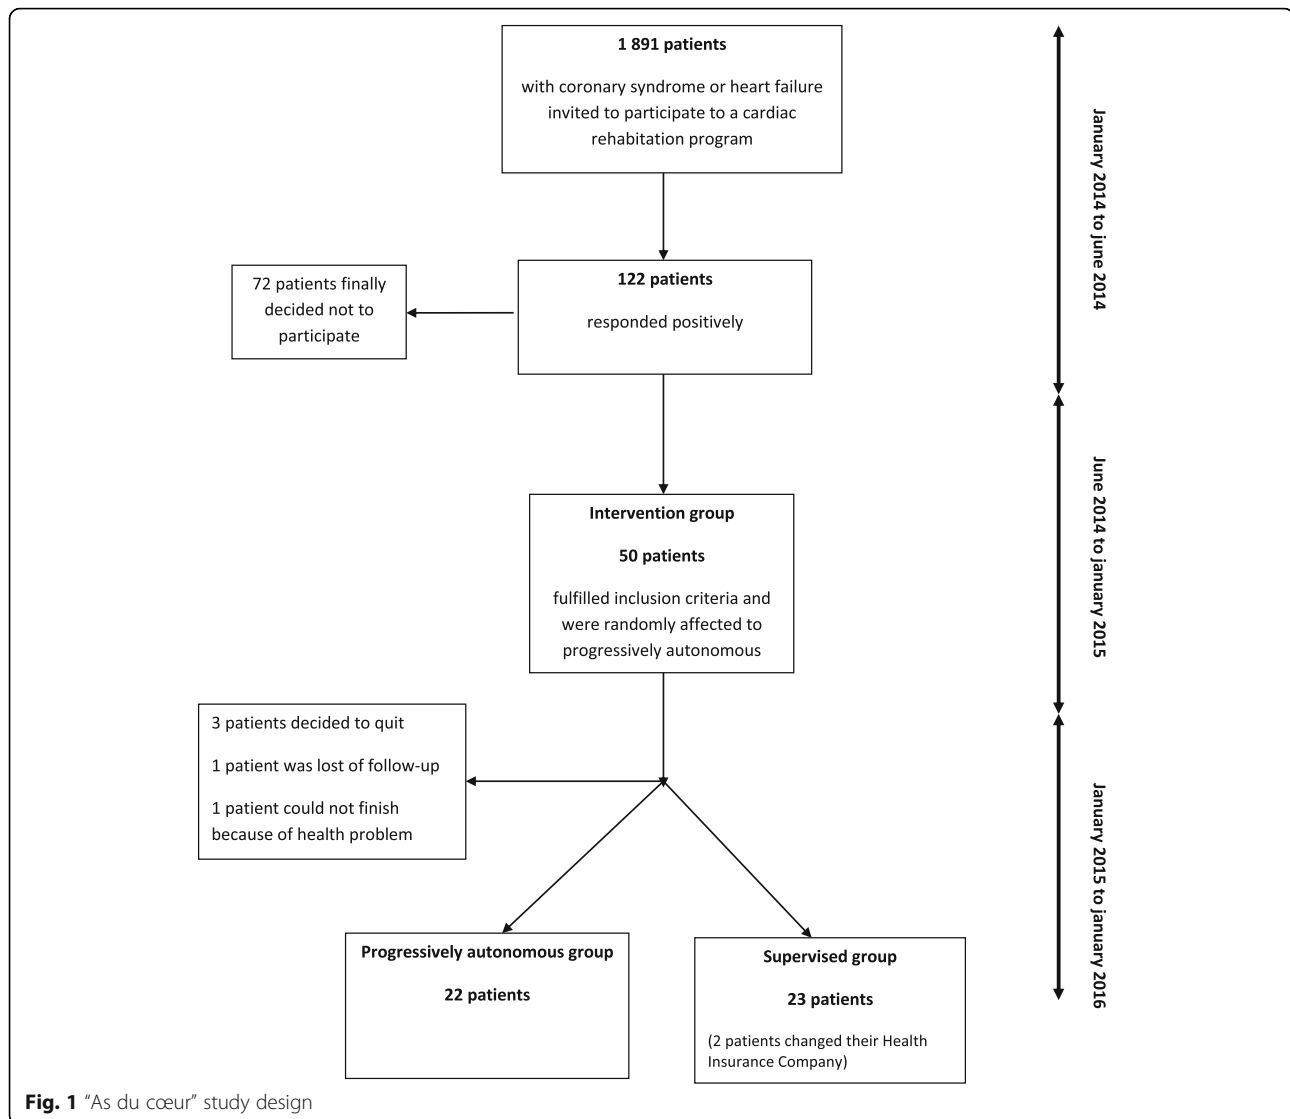 1 891 patients
with coronary syndrome or heart failure
invited to participate to a cardiac
rehabitation program
January 2014 to june 2014
122 patients
responded positively
72 patients finally
decided not to
participate
Intervention group
50 patients
fulfilled inclusion criteria and
were randomly affected to
progressively autonomous
June 2014 to january 2015
3 patients decided to quit
1 patient was lost of follow-up
1 patient could not finish
because of health problem
January 2015 to january 2016
Progressively autonomous group
22 patients
Supervised group
23 patients
(2 patients changed their Health
Insurance Company)
Fig. 1 “As du cœur” study design